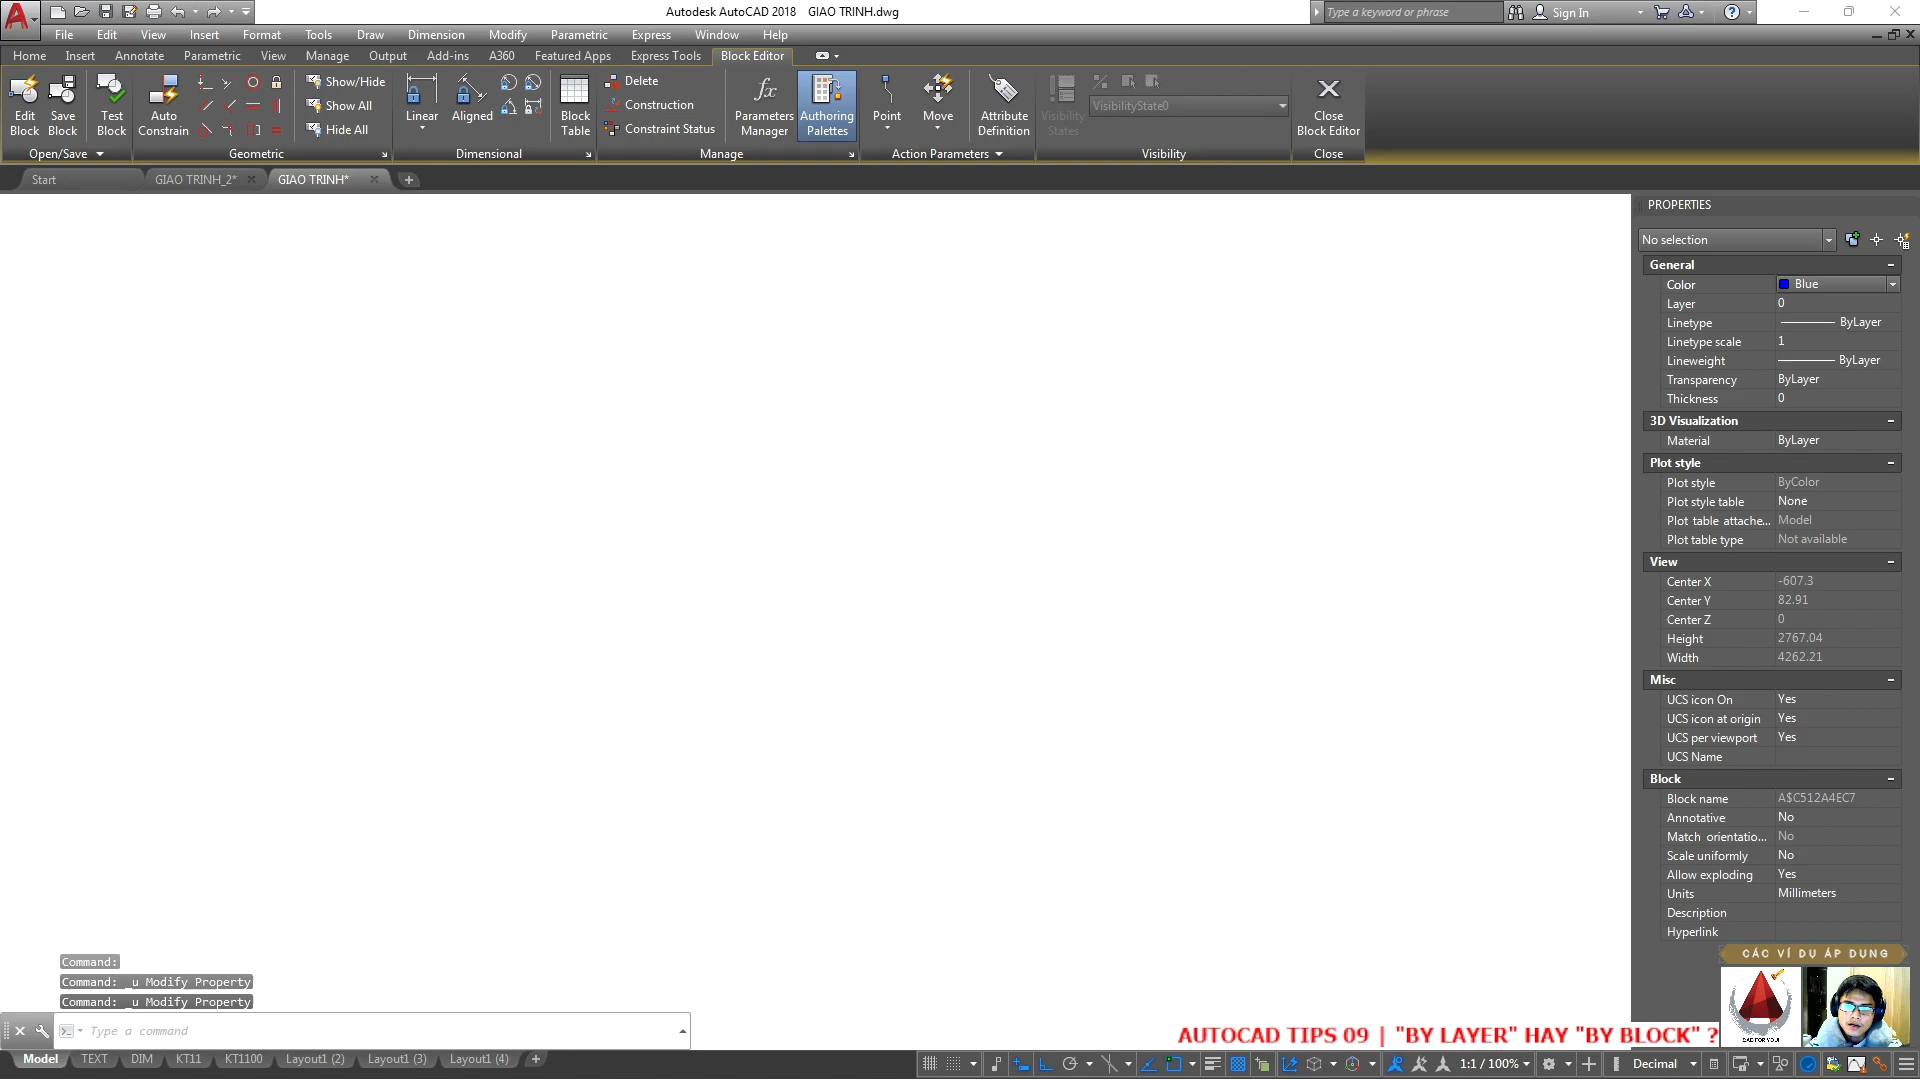 Autodesk AutoCAD 2018 GIAO TRINH.dwg
Type a keyword or phrase
Sign In
File Edit View Insert Format Tools Draw Dimension Modify Parametric Express Window Help
Home Insert Annotate Parametric View Manage Output Add-ins A360 Featured Apps Express Tools Block Editor
Edit Block
Save Block
Test Block
Auto Constrain
Show/Hide
Show All
Hide All
Linear
Aligned
Block Table
Delete
Construction
Constraint Status
Parameters Manager
Authoring Palettes
Point
Move
Attribute Definition
Visibility States
VisibilityState0
Close Block Editor
Open/Save Geometric Dimensional Manage Action Parameters Visibility Close
Start GIAO TRINH_2* GIAO TRINH*
PROPERTIES
No selection
General
Color Blue
Layer 0
Linetype ByLayer
Linetype scale 1
Lineweight ByLayer
Transparency ByLayer
Thickness 0
3D Visualization
Material ByLayer
Plot style
Plot style ByColor
Plot style table None
Plot table attache... Model
Plot table type Not available
View
Center X -607.3
Center Y 82.91
Center Z 0
Height 2767.04
Width 4262.21
Misc
UCS icon On Yes
UCS icon at origin Yes
UCS per viewport Yes
UCS Name
Block
Block name A$C512A4EC7
Annotative No
Match orientatio... No
Scale uniformly No
Allow exploding Yes
Units Millimeters
Description
Hyperlink
CÁC VÍ DỤ ÁP DỤNG
CAD FOR YOU!
Command:
Command: _u Modify Property
Command: _u Modify Property
Type a command
AUTOCAD TIPS 09 | "BY LAYER" HAY "BY BLOCK" ?
Model TEXT DIM KT11 KT1100 Layout1 (2) Layout1 (3) Layout1 (4)
1:1 / 100% Decimal